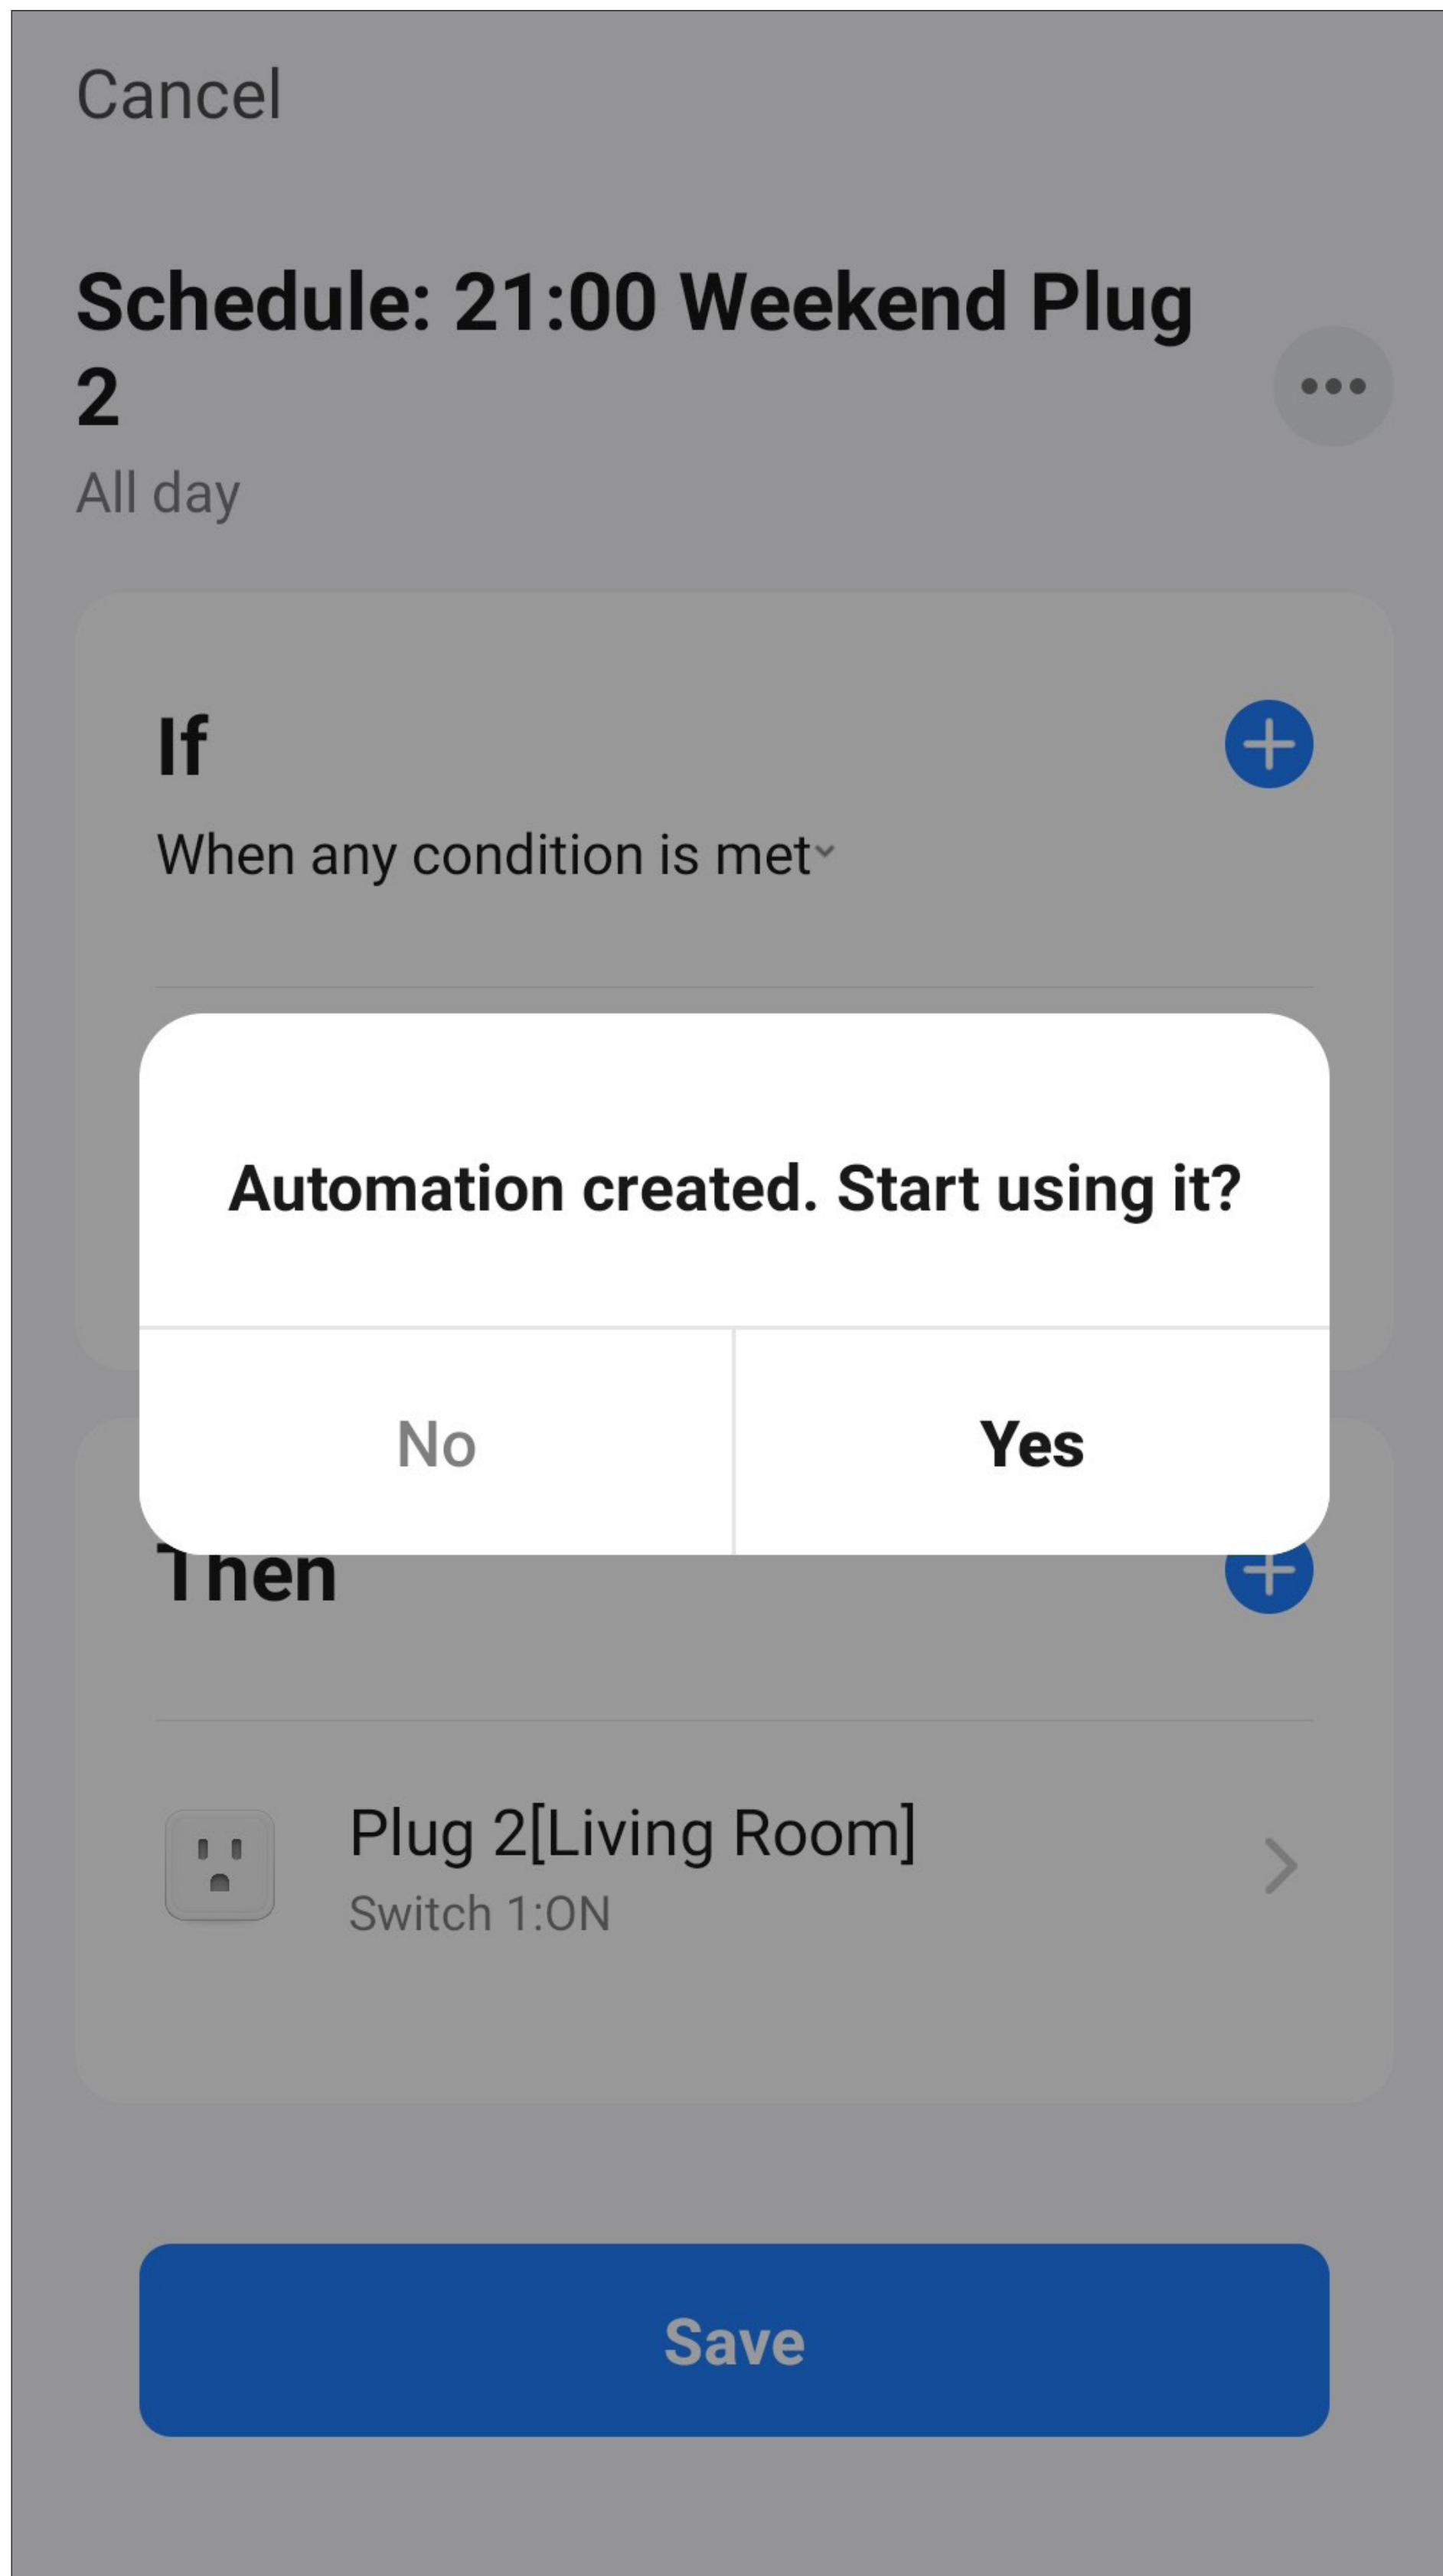 Cancel
Schedule: 21:00 Weekend Plug
2
All day
If
When any condition is met
Automation created. Start using it?
No
Yes
Then
Plug 2[Living Room]
Switch 1:ON
Save